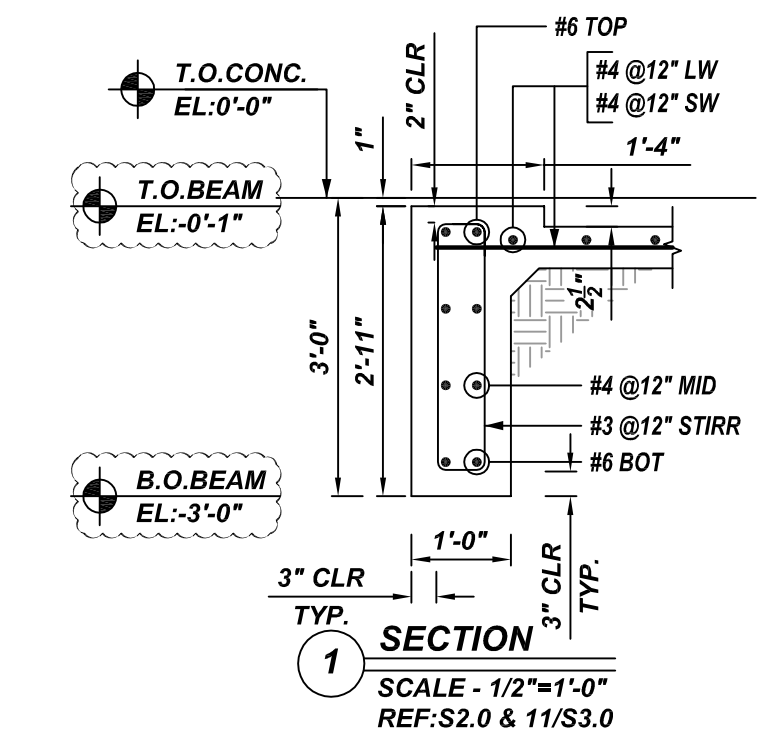 #6 TOP
2" CLR
#4 @12" LW
#4 @12" SW
T.O.CONC.
EL:0'-0"
1"
1'-4"
T.O.BEAM
EL:-0'-1"
2 1/2"
3'-0"
2'-11"
#4 @12" MID
#3 @12" STIRR
#6 BOT
B.O.BEAM
EL:-3'-0"
1'-0"
3" CLR
TYP.
3" CLR
TYP.
1
SECTION
SCALE - 1/2"=1'-0"
REF:S2.0 & 11/S3.0